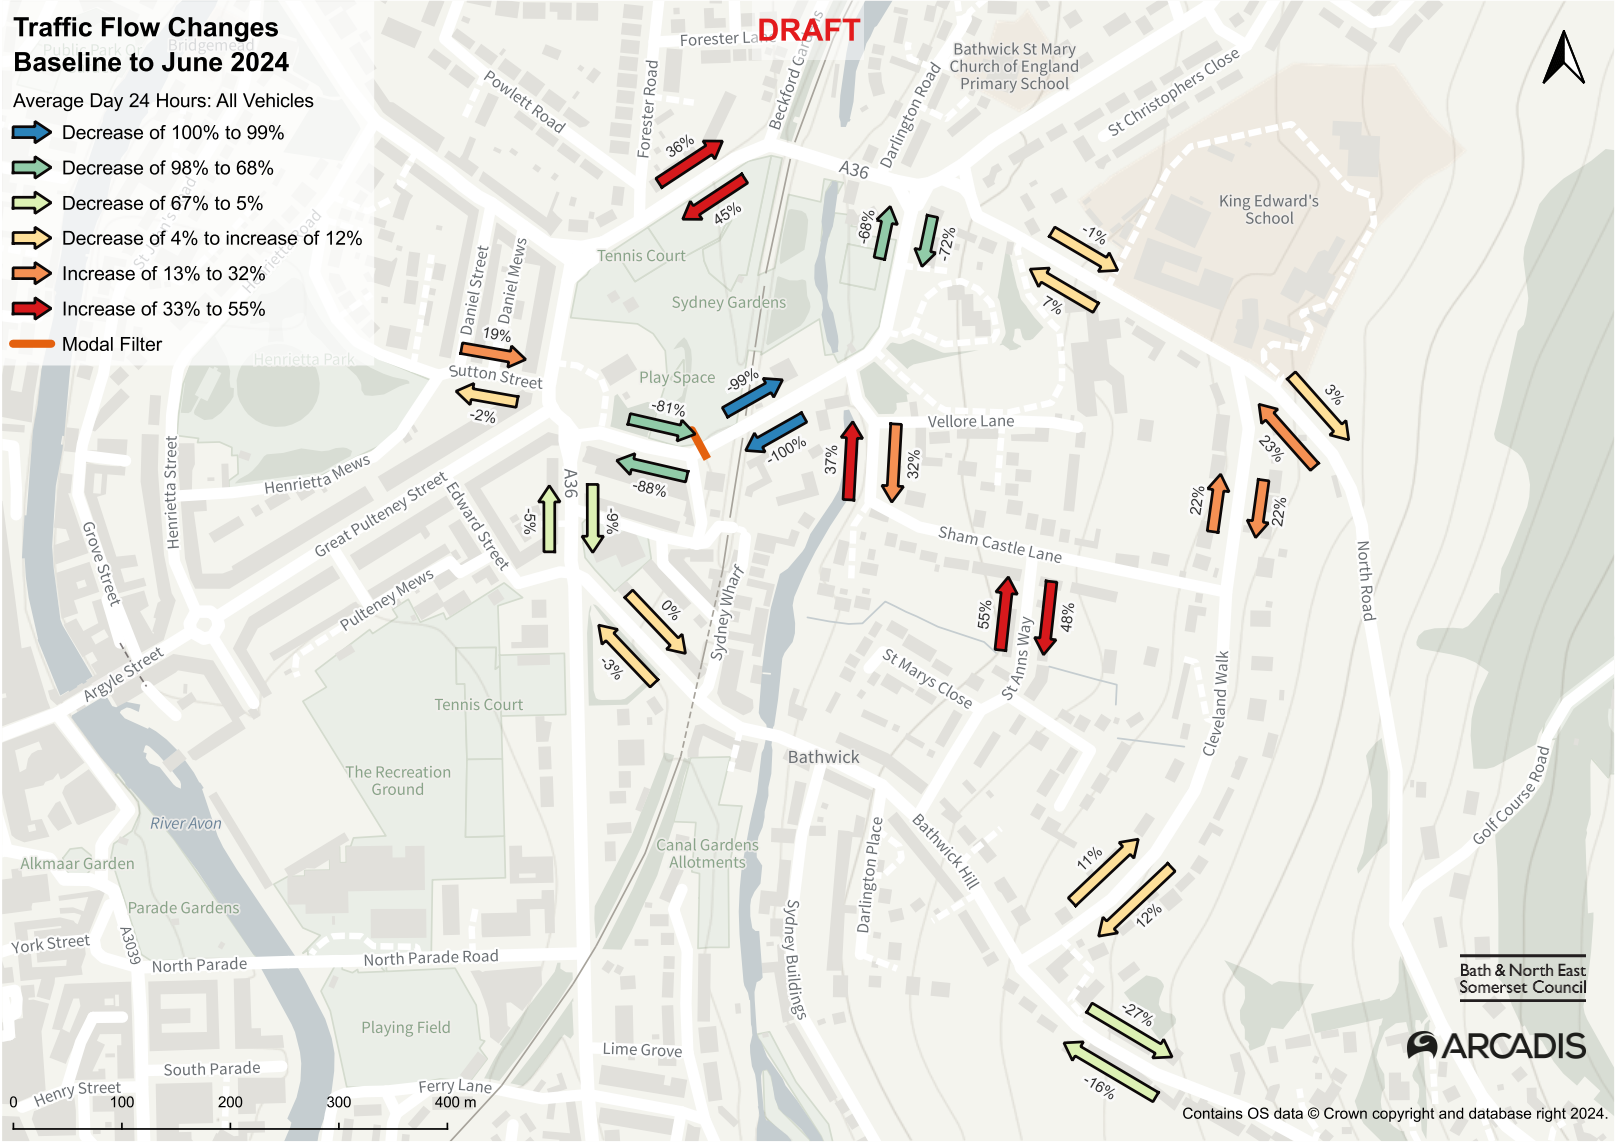 Traffic Flow Changes
Baseline to June 2024
Average Day 24 Hours: All Vehicles
Decrease of 100% to 99%
Decrease of 98% to 68%
Decrease of 67% to 5%
Decrease of 4% to increase of 12%
Increase of 13% to 32%
Increase of 33% to 55%
Modal Filter
DRAFT
Bridgemead
Henrietta Road
Henrietta Park
Powlett Road
Forester Road
Forester Lane
Beckford Gardens
Darlington Road
Bathwick St Mary
Church of England
Primary School
St Christophers Close
King Edward's
School
A36
36%
45%
-68%
-72%
-1%
7%
Tennis Court
Sydney Gardens
Daniel Street
Daniel Mews
19%
Sutton Street
-2%
Play Space
-81%
-99%
-100%
-88%
Vellore Lane
37%
32%
3%
23%
22%
22%
Henrietta Street
Henrietta Mews
Great Pulteney Street
Edward Street
A36
-5%
-9%
Grove Street
Pulteney Mews
Argyle Street
0%
-3%
Sydney Wharf
Sham Castle Lane
55%
48%
St Anns Way
St Marys Close
North Road
Cleveland Walk
Golf Course Road
Tennis Court
The Recreation
Ground
Bathwick
River Avon
Alkmaar Garden
Parade Gardens
Canal Gardens
Allotments
Darlington Place
Bathwick Hill
11%
12%
Sydney Buildings
York Street
A3039
North Parade
North Parade Road
Playing Field
Lime Grove
South Parade
Henry Street
Ferry Lane
-27%
-16%
0 100 200 300 400 m
Bath & North East
Somerset Council
ARCADIS
Contains OS data © Crown copyright and database right 2024.